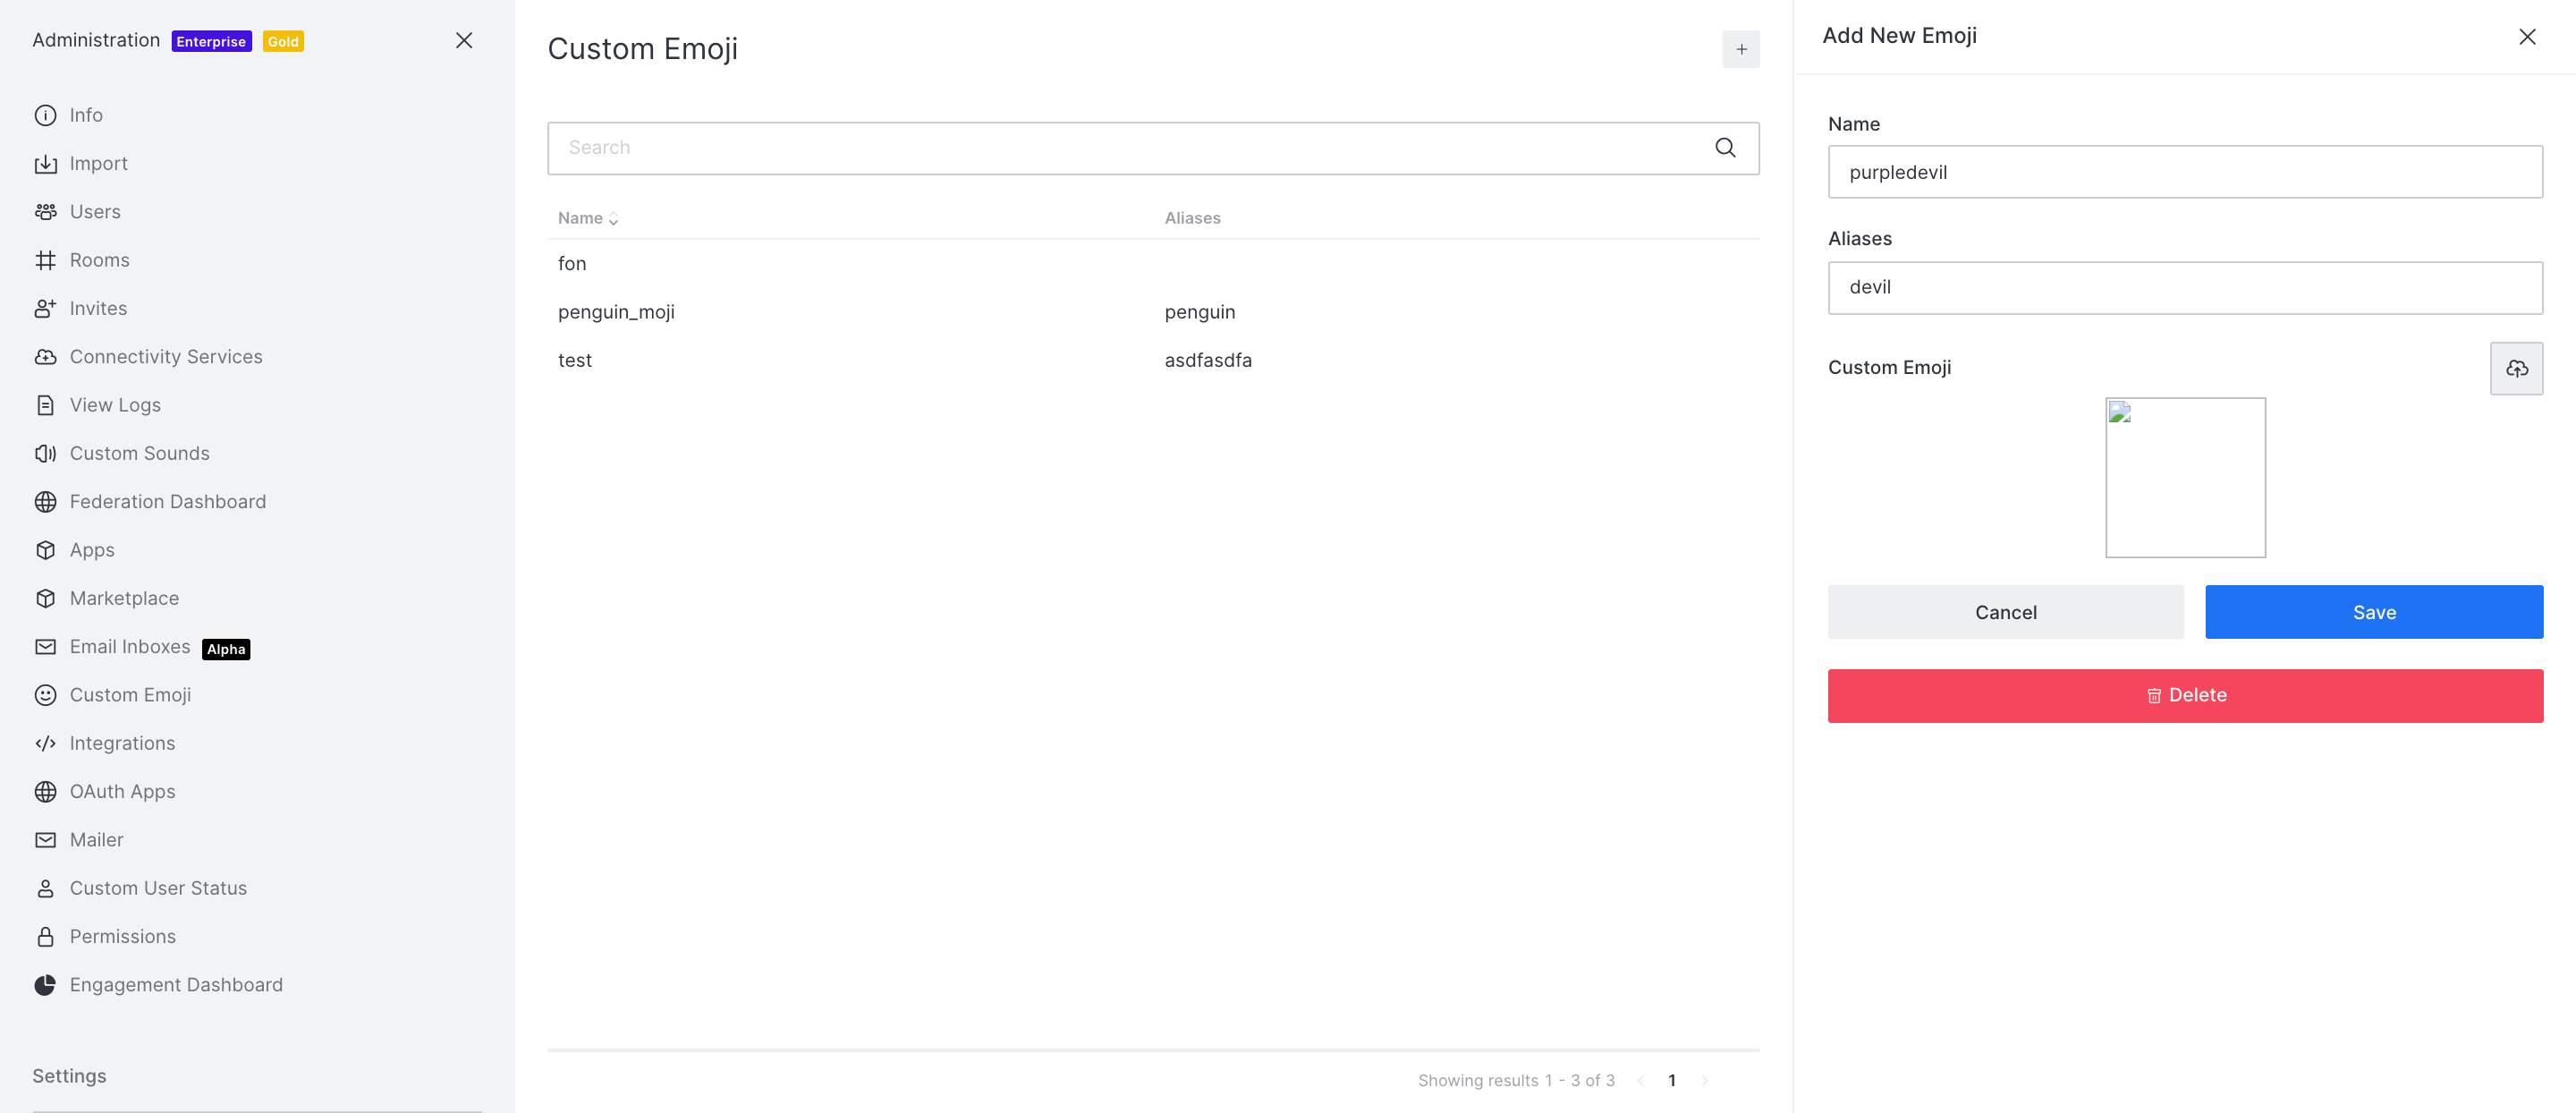 Administration Enterprise Gold
Info
Import
Users
Rooms
Invites
Connectivity Services
View Logs
Custom Sounds
Federation Dashboard
Apps
Marketplace
Email Inboxes Alpha
Custom Emoji
Integrations
OAuth Apps
Mailer
Custom User Status
Permissions
Engagement Dashboard
Settings
Custom Emoji
Search
Name Aliases
fon
penguin_moji penguin
test asdfasdfa
Showing results 1 - 3 of 3 1
Add New Emoji
Name
purpledevil
Aliases
devil
Custom Emoji
Cancel Save
Delete